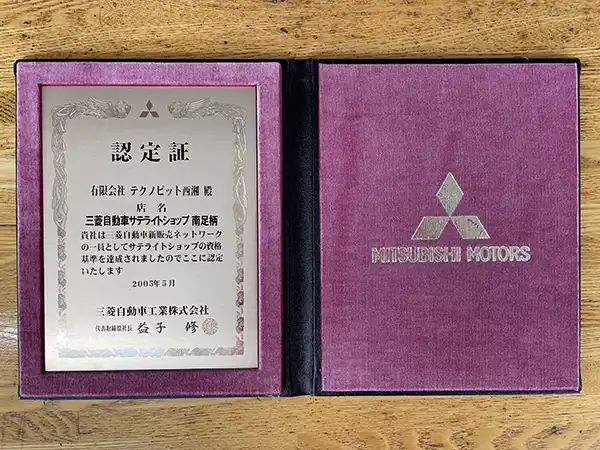 認定証
有限会社 テクノピット西湘 殿
店名
三菱自動車サテライトショップ 南足柄
貴社は三菱自動車新販売ネットワーク
の一員としてサテライトショップの資格
基準を達成されましたのでここに認定
いたします
2005年5月
三菱自動車工業株式会社
代表取締役社長 益子 修
MITSUBISHI MOTORS